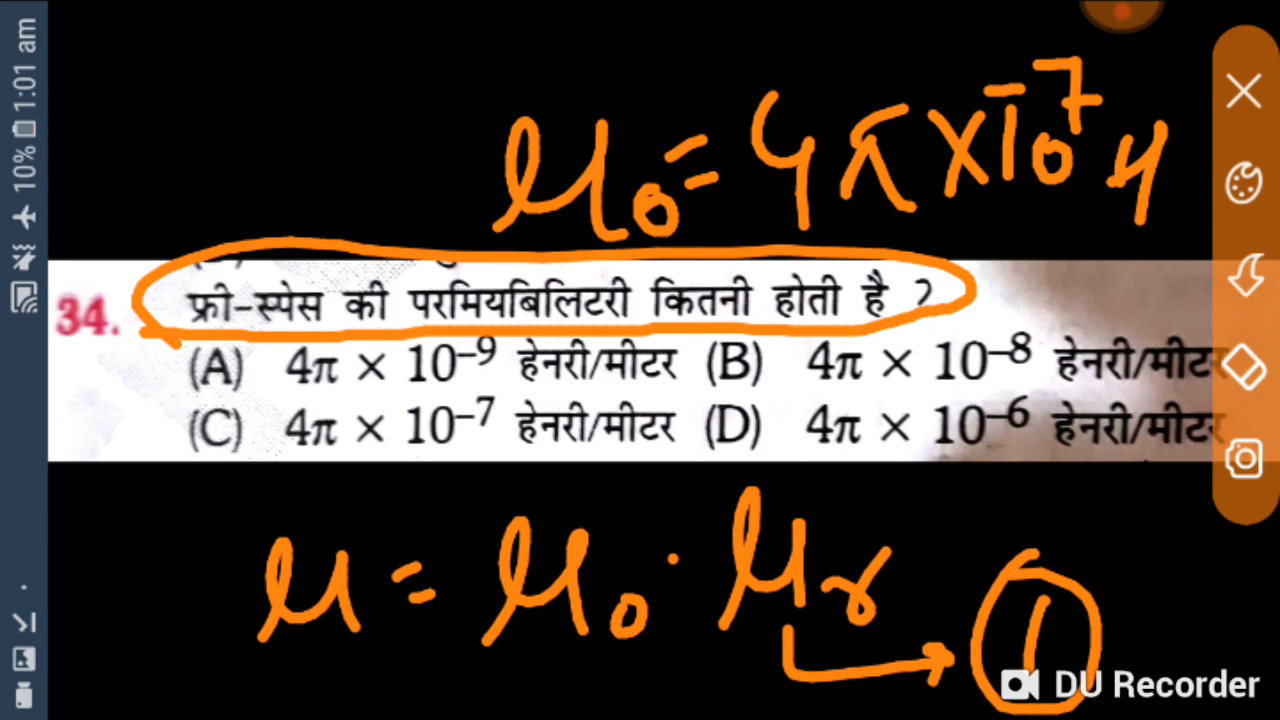 10% 1:01 am
μ₀ = 4π × 10⁻⁷ H
34. फ्री-स्पेस की परमियबिलिटरी कितनी होती है ?
(A) 4π × 10⁻⁹ हेनरी/मीटर (B) 4π × 10⁻⁸ हेनरी/मीटर
(C) 4π × 10⁻⁷ हेनरी/मीटर (D) 4π × 10⁻⁶ हेनरी/मीटर
μ = μ₀ · μr
1
DU Recorder